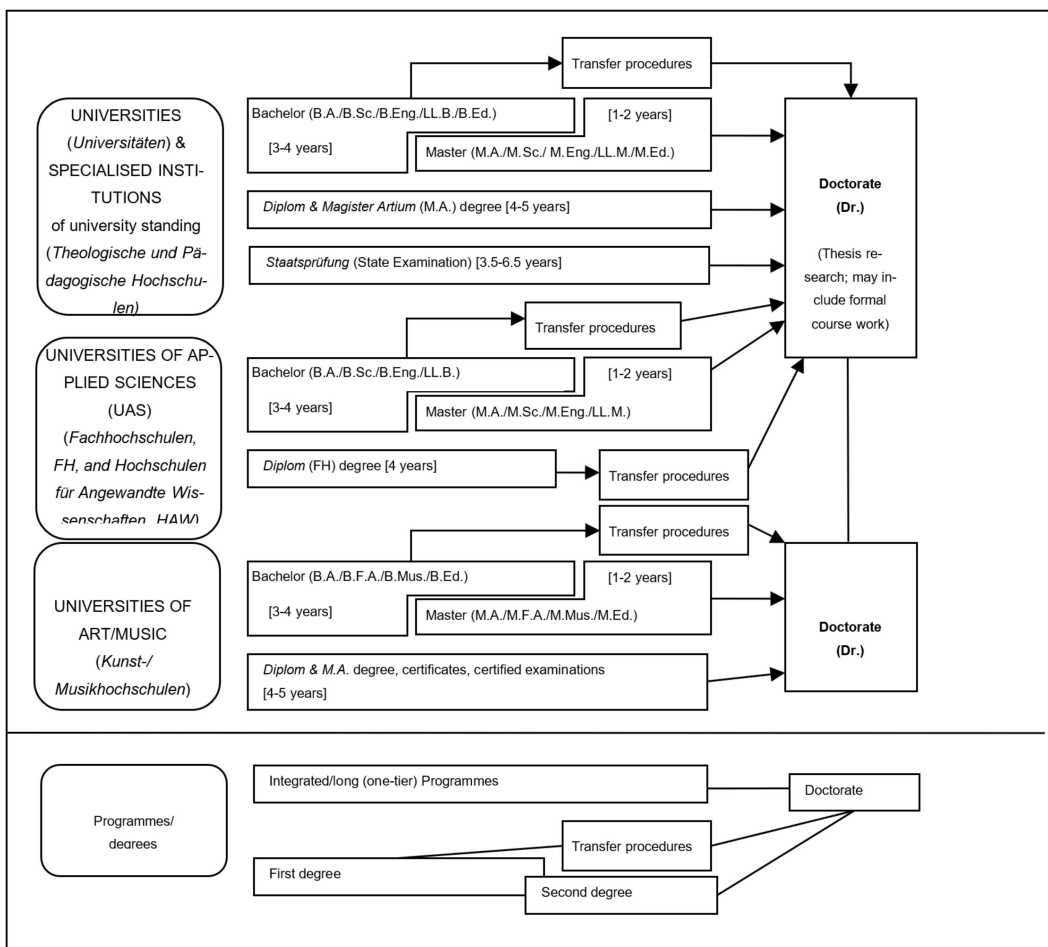 Transfer procedures
UNIVERSITIES
(Universitäten) &
SPECIALISED INSTI-
TUTIONS
of university standing
(Theologische und Pä-
dagogische Hochschu-
len)
Bachelor (B.A./B.Sc./B.Eng./LL.B./B.Ed.)
[3-4 years]
[1-2 years]
Master (M.A./M.Sc./ M.Eng./LL.M./M.Ed.)
Diplom & Magister Artium (M.A.) degree [4-5 years]
Staatsprüfung (State Examination) [3.5-6.5 years]
Doctorate
(Dr.)
(Thesis re-
search; may in-
clude formal
course work)
Transfer procedures
UNIVERSITIES OF AP-
PLIED SCIENCES
(UAS)
(Fachhochschulen,
FH, and Hochschulen
für Angewandte Wis-
senschaften, HAW)
Bachelor (B.A./B.Sc./B.Eng./LL.B.)
[3-4 years]
[1-2 years]
Master (M.A./M.Sc./M.Eng./LL.M.)
Diplom (FH) degree [4 years]
Transfer procedures
Transfer procedures
UNIVERSITIES OF
ART/MUSIC
(Kunst-/
Musikhochschulen)
Bachelor (B.A./B.F.A./B.Mus./B.Ed.)
[3-4 years]
[1-2 years]
Master (M.A./M.F.A./M.Mus./M.Ed.)
Diplom & M.A. degree, certificates, certified examinations
[4-5 years]
Doctorate
(Dr.)
Programmes/
degrees
Integrated/long (one-tier) Programmes
Doctorate
Transfer procedures
First degree
Second degree